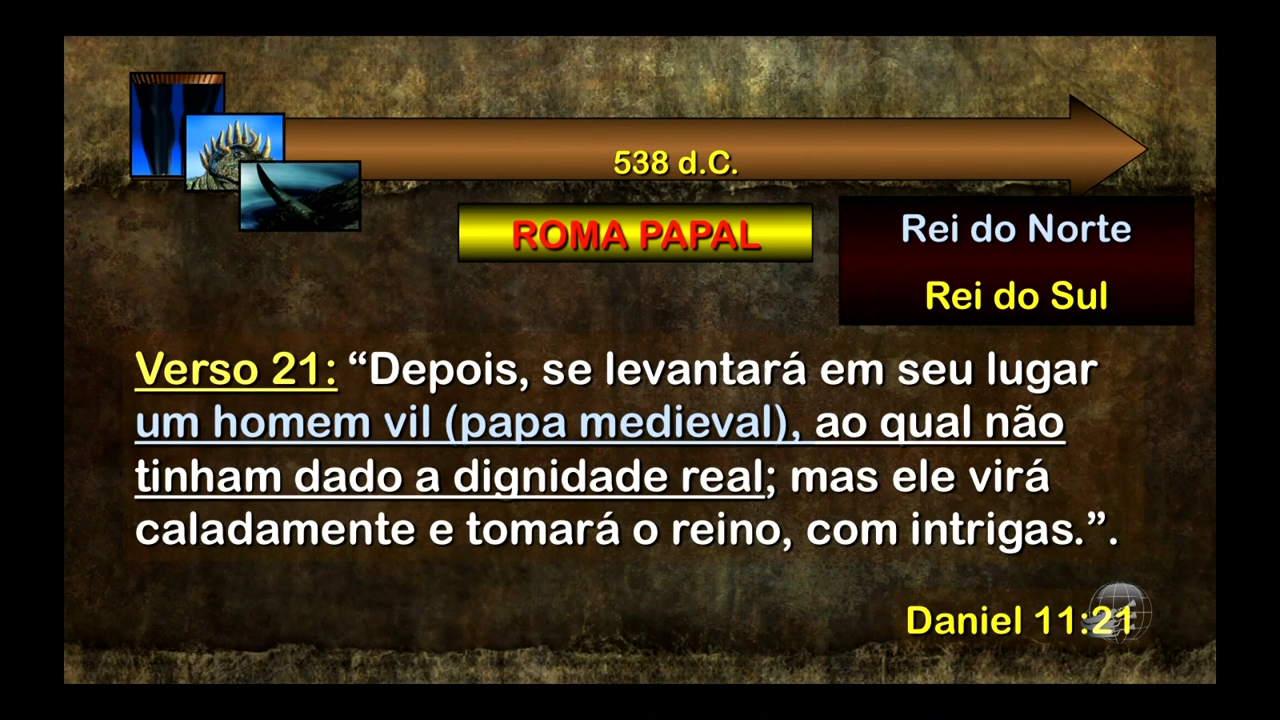 538 d.C.
ROMA PAPAL
Rei do Norte
Rei do Sul
Verso 21: “Depois, se levantará em seu lugar
um homem vil (papa medieval), ao qual não
tinham dado a dignidade real; mas ele virá
caladamente e tomará o reino, com intrigas.”.
Daniel 11:21